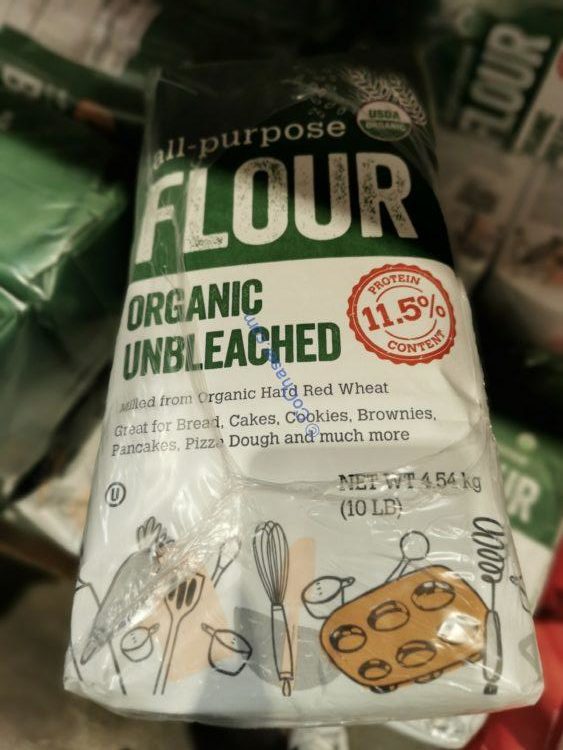 USDA
ORGANIC
all-purpose
FLOUR
ORGANIC
UNBLEACHED
PROTEIN
11.5%
CONTENT
Milled from Organic Hard Red Wheat
Great for Bread, Cakes, Cookies, Brownies,
Pancakes, Pizza Dough and much more
U
NET WT 4.54 kg
(10 LB)
FLOUR
UR